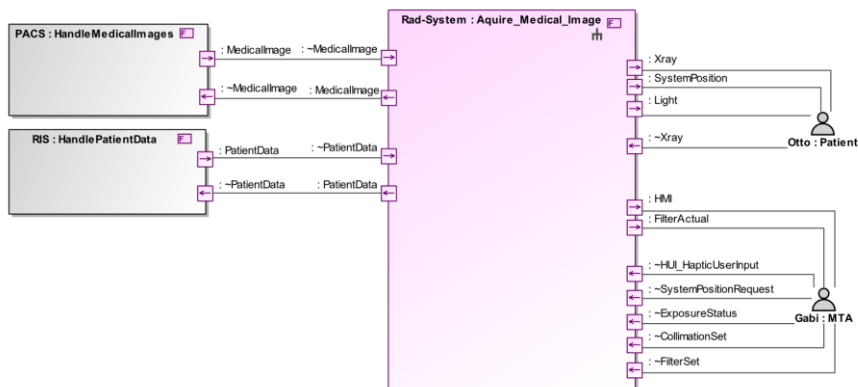 PACS : HandleMedicalImages
F
: MedicalImage
: ~MedicalImage
: ~MedicalImage
: MedicalImage
RIS : HandlePatientData
F
: PatientData
: ~PatientData
: ~PatientData
: PatientData
Rad-System : Aquire_Medical_Image
F
: Xray
: SystemPosition
: Light
: ~Xray
Otto : Patient
: HMI
: FilterActual
: ~HUI_HapticUserInput
: ~SystemPositionRequest
: ~ExposureStatus
: ~CollimationSet
: ~FilterSet
Gabi : MTA